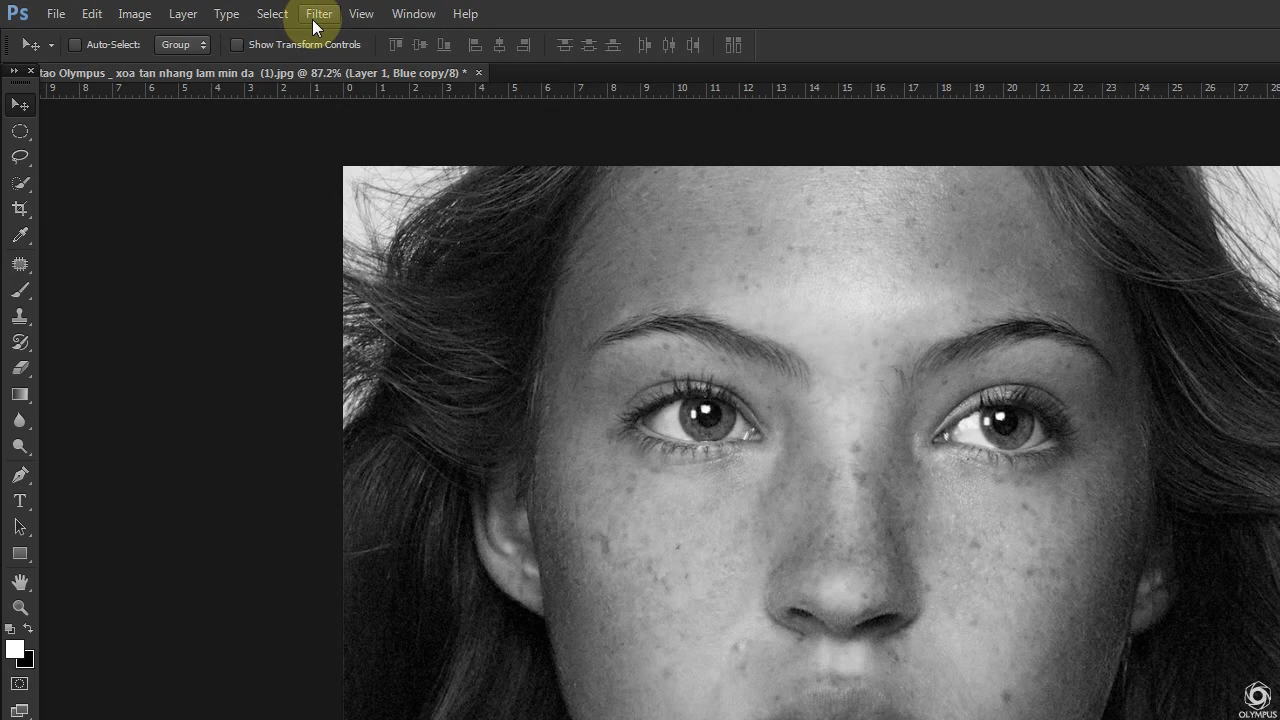 Ps File Edit Image Layer Type Select Filter View Window Help
Auto-Select: Group Show Transform Controls
tao Olympus _ xoa tan nhang lam min da (1).jpg @ 87.2% (Layer 1, Blue copy/8) * ×
9 8 7 6 5 4 3 2 1 0 1 2 3 4 5 6 7 8 9 10 11 12 13 14 15 16 17 18 19 20 21 22 23 24 25 26 27 28
T
OLYMPUS